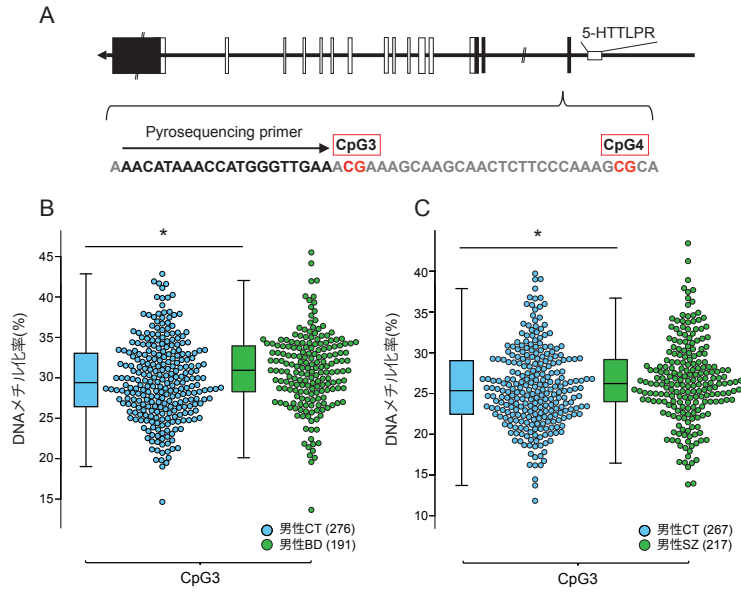 A
5-HTTLPR
Pyrosequencing primer
CpG3
CpG4
AAACATAAACCATGGGTTGAAACGAAAGCAAGCAACTCTTCCCAAAGCGCA
B
*
DNAメチル化率(%)
45
40
35
30
25
20
15
男性CT (276)
男性BD (191)
CpG3
C
*
DNAメチル化率(%)
40
35
30
25
20
15
10
男性CT (267)
男性SZ (217)
CpG3